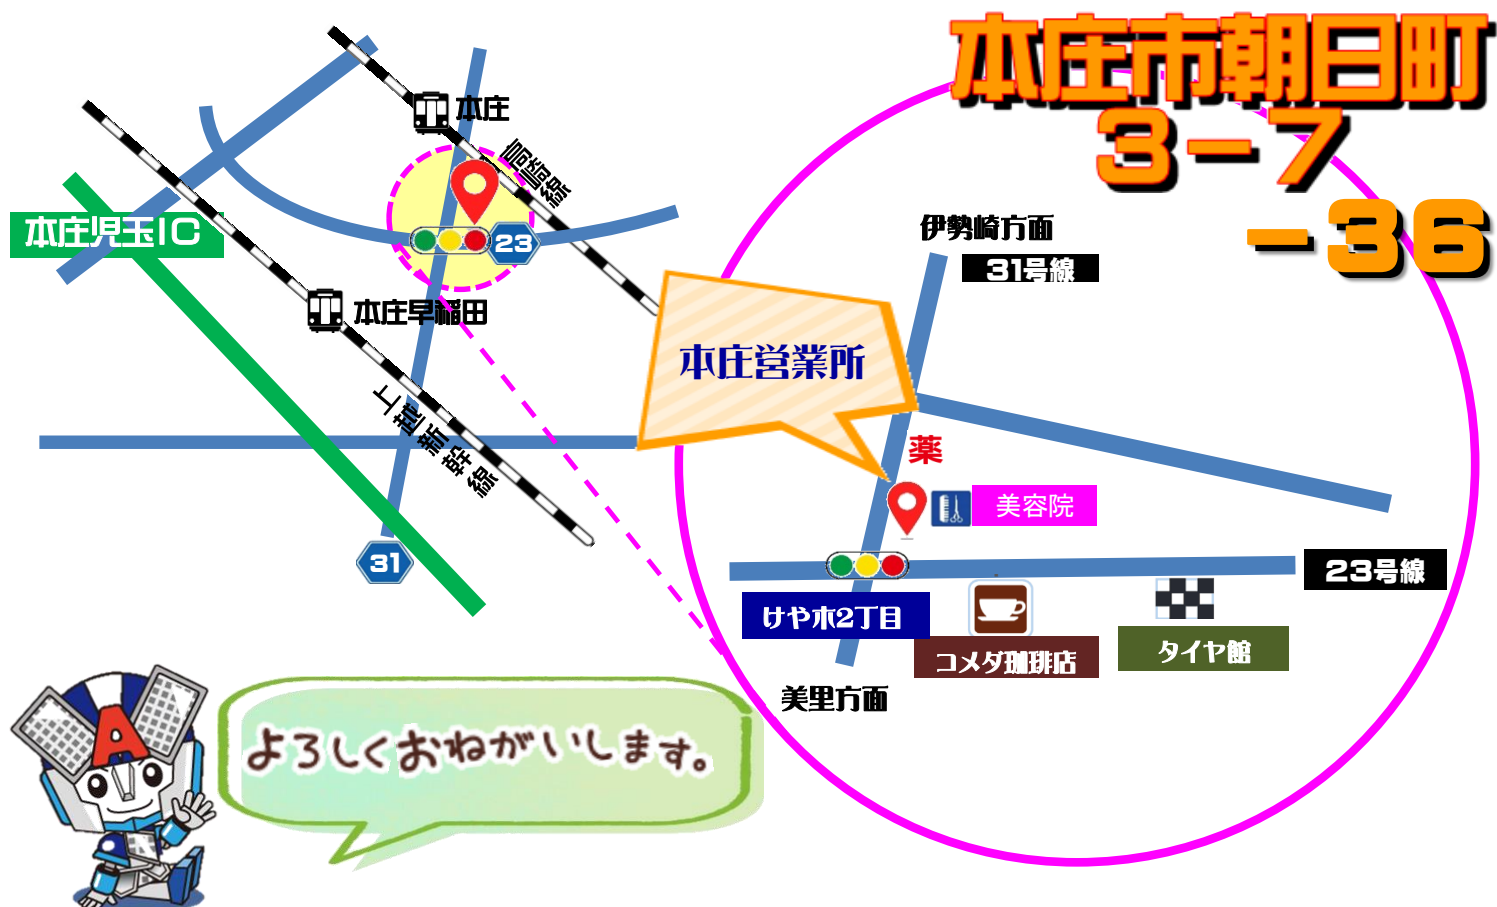 本庄市朝日町
3-7
-36
本庄
高崎線
本庄児玉IC
23
伊勢崎方面
31号線
本庄早稲田
本庄営業所
上越新幹線
薬
美容院
31
23号線
けや木2丁目
コメダ珈琲店
タイヤ館
美里方面
A
よろしくおねがいします。